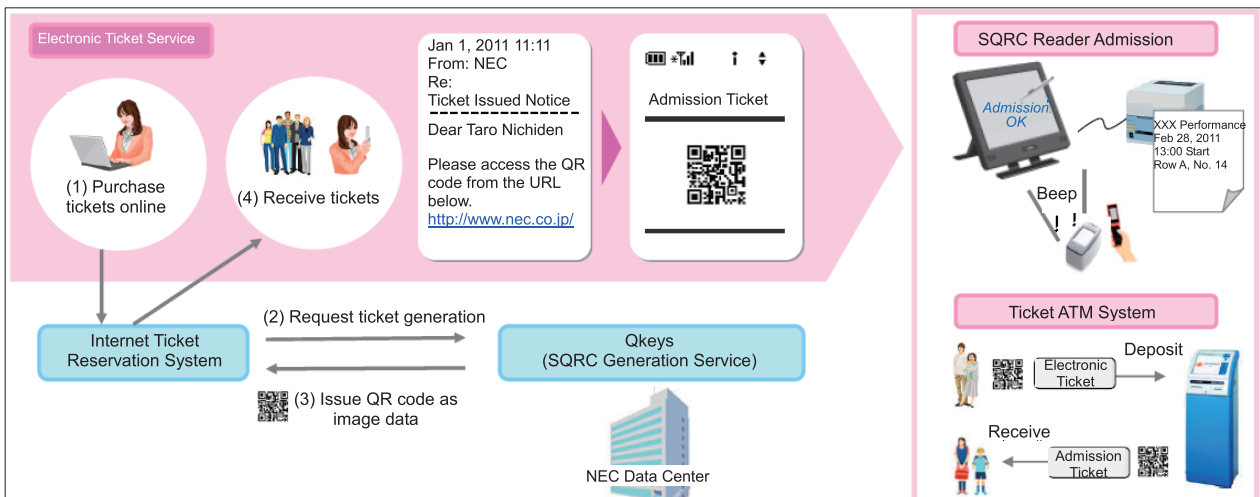 Electronic Ticket Service
(1) Purchase
tickets online
(4) Receive tickets
Jan 1, 2011 11:11
From: NEC
Re:
Ticket Issued Notice
Dear Taro Nichiden
Please access the QR
code from the URL
below.
http://www.nec.co.jp/
Admission Ticket
Internet Ticket
Reservation System
(2) Request ticket generation
(3) Issue QR code as
image data
Qkeys
(SQRC Generation Service)
NEC Data Center
SQRC Reader Admission
Admission
OK
XXX Performance
Feb 28, 2011
13:00 Start
Row A, No. 14
Beep
! !
Ticket ATM System
Deposit
Electronic
Ticket
Receive
Admission
Ticket